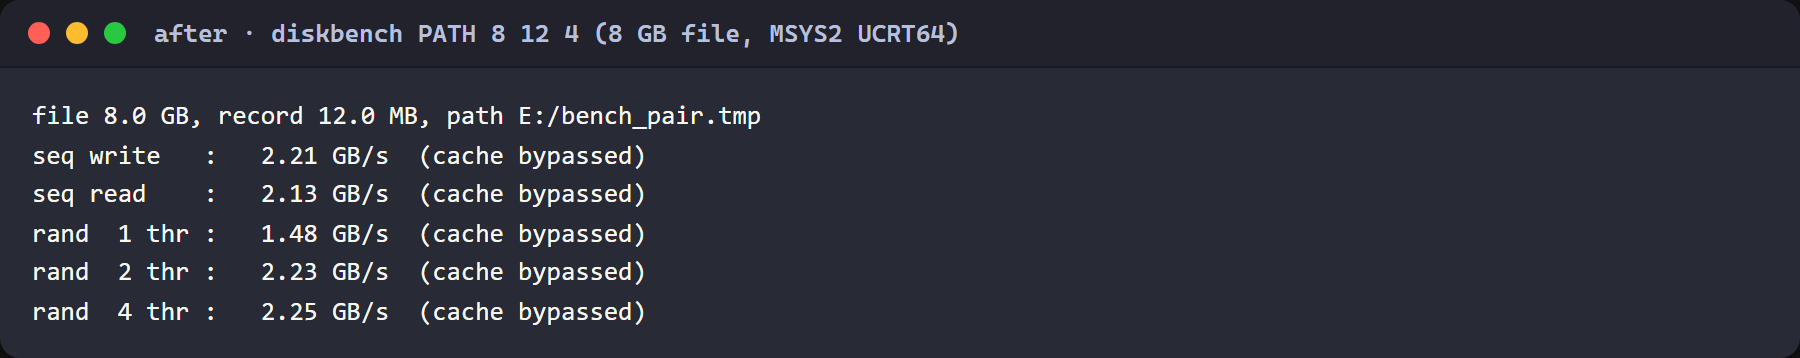 after · diskbench PATH 8 12 4 (8 GB file, MSYS2 UCRT64)
file 8.0 GB, record 12.0 MB, path E:/bench_pair.tmp
seq write   :   2.21 GB/s  (cache bypassed)
seq read    :   2.13 GB/s  (cache bypassed)
rand  1 thr :   1.48 GB/s  (cache bypassed)
rand  2 thr :   2.23 GB/s  (cache bypassed)
rand  4 thr :   2.25 GB/s  (cache bypassed)